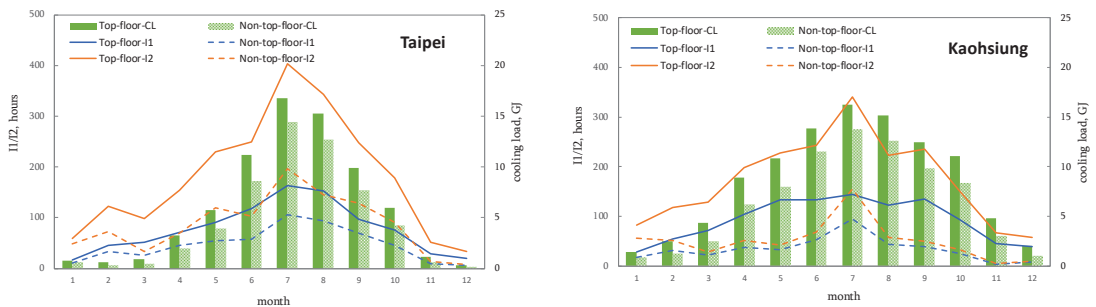 500
400
300
200
100
0
I1/I2, hours
Top-floor-CL
Non-top-floor-CL
Top-floor-I1
Non-top-floor-I1
Top-floor-I2
Non-top-floor-I2
Taipei
25
20
15
10
5
0
cooling load, GJ
1 2 3 4 5 6 7 8 9 10 11 12
month
500
400
300
200
100
0
I1/I2, hours
Top-floor-CL
Non-top-floor-CL
Top-floor-I1
Non-top-floor-I1
Top-floor-I2
Non-top-floor-I2
Kaohsiung
25
20
15
10
5
0
cooling load, GJ
1 2 3 4 5 6 7 8 9 10 11 12
month